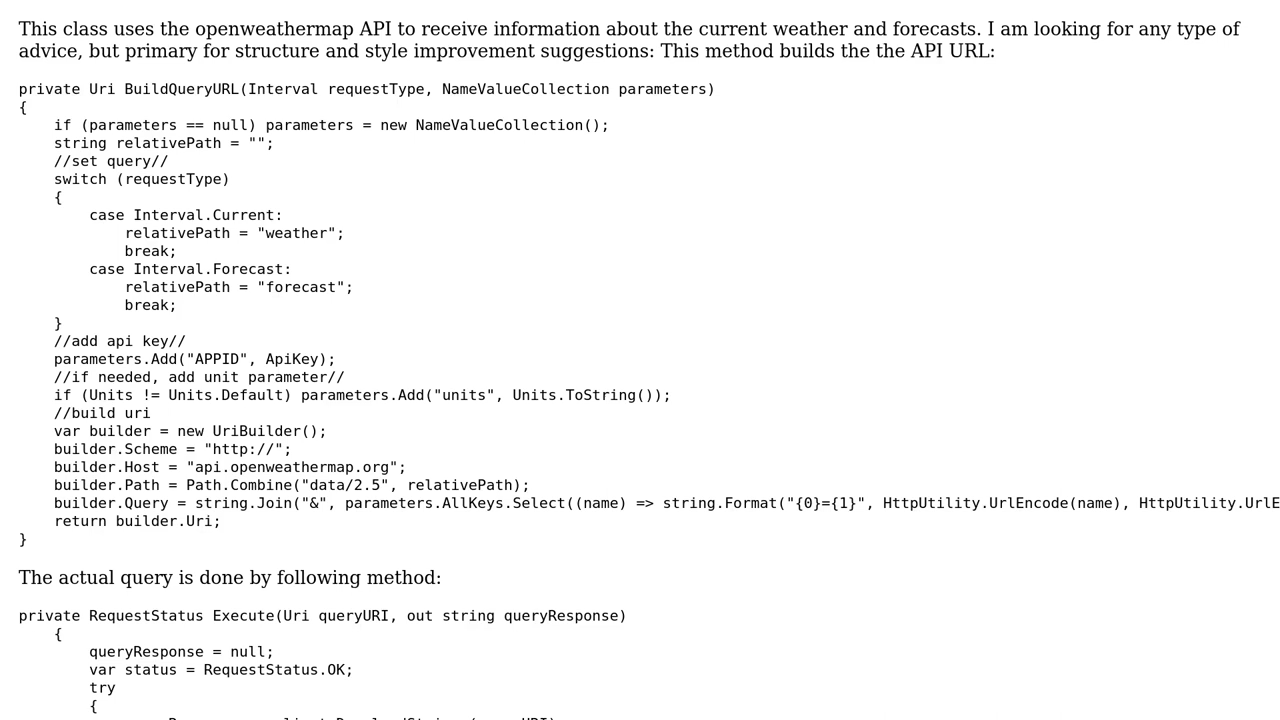 This class uses the openweathermap API to receive information about the current weather and forecasts. I am looking for any type of
advice, but primary for structure and style improvement suggestions: This method builds the the API URL:
private Uri BuildQueryURL(Interval requestType, NameValueCollection parameters)
{
    if (parameters == null) parameters = new NameValueCollection();
    string relativePath = "";
    //set query//
    switch (requestType)
    {
        case Interval.Current:
            relativePath = "weather";
            break;
        case Interval.Forecast:
            relativePath = "forecast";
            break;
    }
    //add api key//
    parameters.Add("APPID", ApiKey);
    //if needed, add unit parameter//
    if (Units != Units.Default) parameters.Add("units", Units.ToString());
    //build uri
    var builder = new UriBuilder();
    builder.Scheme = "http://";
    builder.Host = "api.openweathermap.org";
    builder.Path = Path.Combine("data/2.5", relativePath);
    builder.Query = string.Join("&", parameters.AllKeys.Select((name) => string.Format("{0}={1}", HttpUtility.UrlEncode(name), HttpUtility.UrlE
    return builder.Uri;
}
The actual query is done by following method:
private RequestStatus Execute(Uri queryURI, out string queryResponse)
    {
        queryResponse = null;
        var status = RequestStatus.OK;
        try
        {